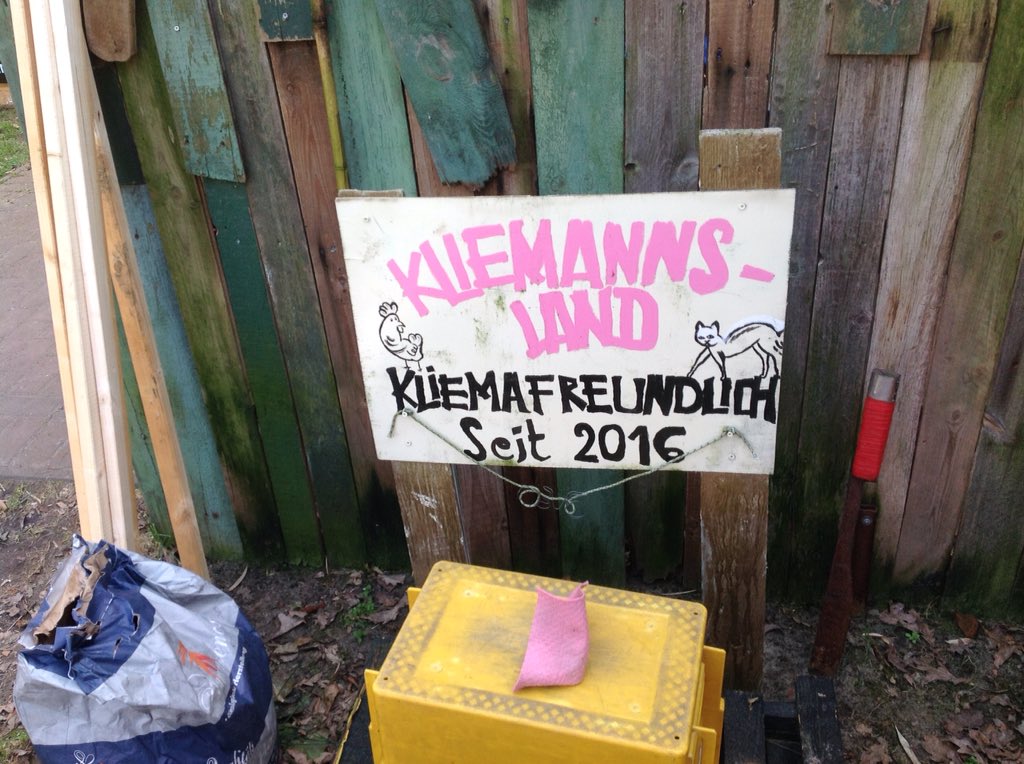 KLIEMANNS-
LAND
KLIEMAFREUNDLICH
Seit 2016